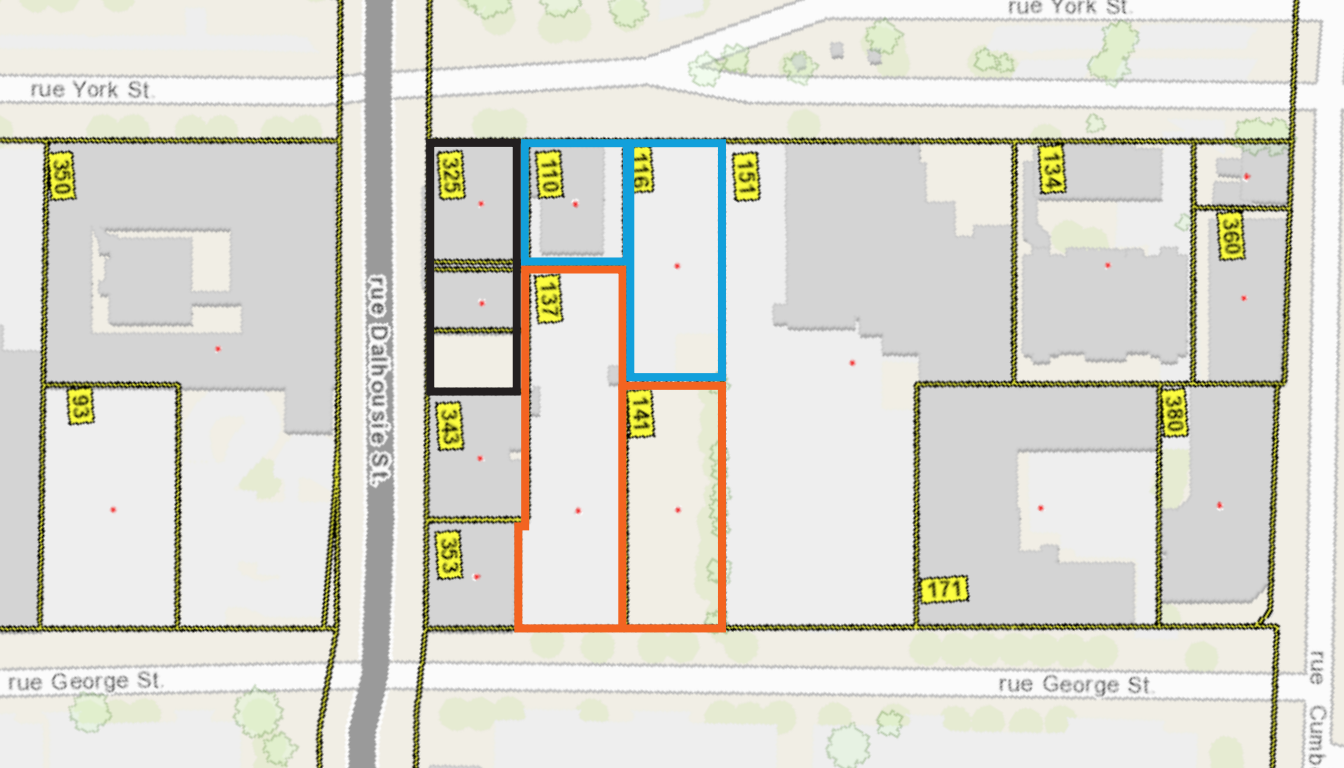 rue York St.
rue York St.
350
325
110
116
151
134
360
137
rue Dalhousie St.
93
343
141
380
353
171
rue George St.
rue George St.
rue Cumb